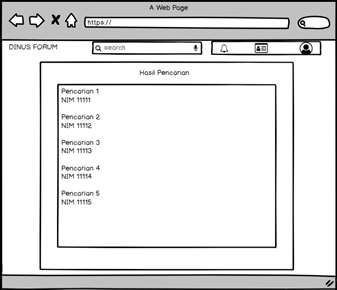 A Web Page
https://
DINUS FORUM
search
Hasil Pencarian
Pencarian 1
NIM 11111
Pencarian 2
NIM 11112
Pencarian 3
NIM 11113
Pencarian 4
NIM 11114
Pencarian 5
NIM 11115